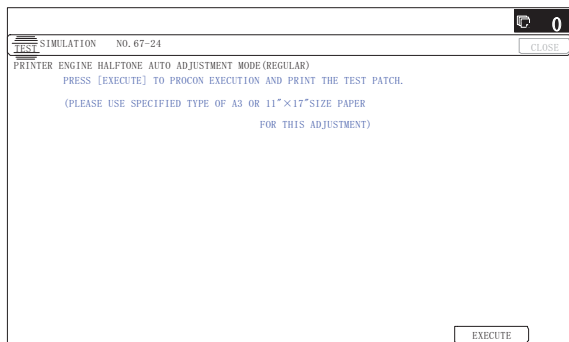 0
TEST SIMULATION NO.67-24
CLOSE
PRINTER ENGINE HALFTONE AUTO ADJUSTMENT MODE(REGULAR)
PRESS [EXECUTE] TO PROCON EXECUTION AND PRINT THE TEST PATCH.
(PLEASE USE SPECIFIED TYPE OF A3 OR 11″×17″SIZE PAPER
FOR THIS ADJUSTMENT)
EXECUTE